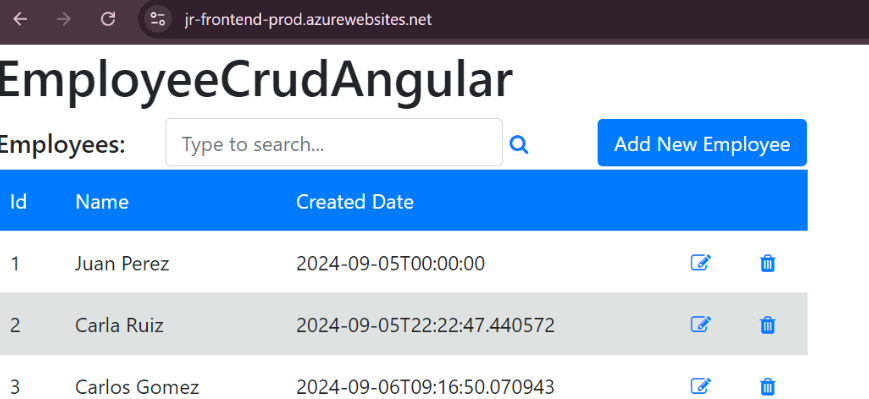 jr-frontend-prod.azurewebsites.net
EmployeeCrudAngular
Employees: Type to search... Add New Employee
Id Name Created Date
1 Juan Perez 2024-09-05T00:00:00
2 Carla Ruiz 2024-09-05T22:22:47.440572
3 Carlos Gomez 2024-09-06T09:16:50.070943